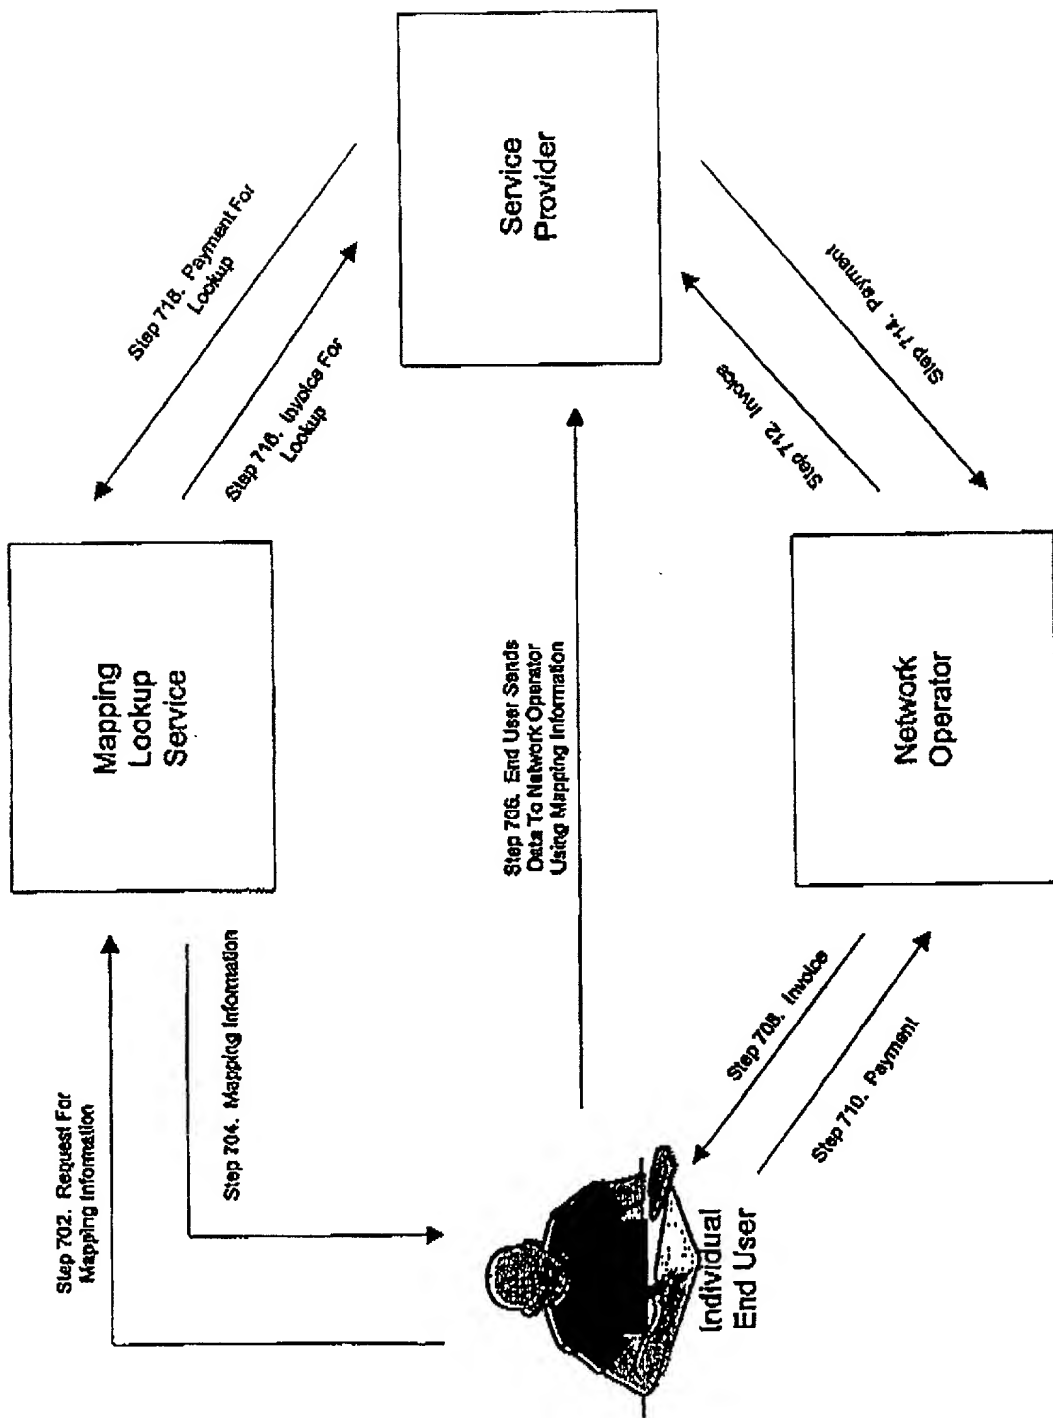 Step 702. Request For
Mapping Information
Step 704. Mapping Information
Mapping
Lookup
Service
Step 718. Payment For
Lookup
Step 716. Invoice For
Lookup
Individual
End User
Step 706. End User Sends
Data To Network Operator
Using Mapping Information
Service
Provider
Step 708. Invoice
Step 710. Payment
Network
Operator
Step 712. Invoice
Step 714. Payment